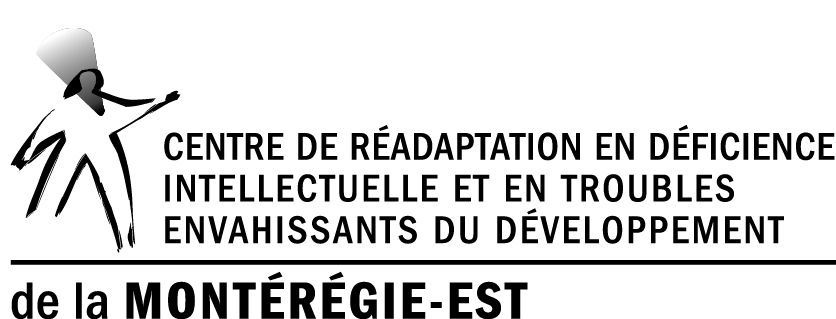 CENTRE DE RÉADAPTATION EN DÉFICIENCE
INTELLECTUELLE ET EN TROUBLES
ENVAHISSANTS DU DÉVELOPPEMENT
de la MONTÉRÉGIE-EST